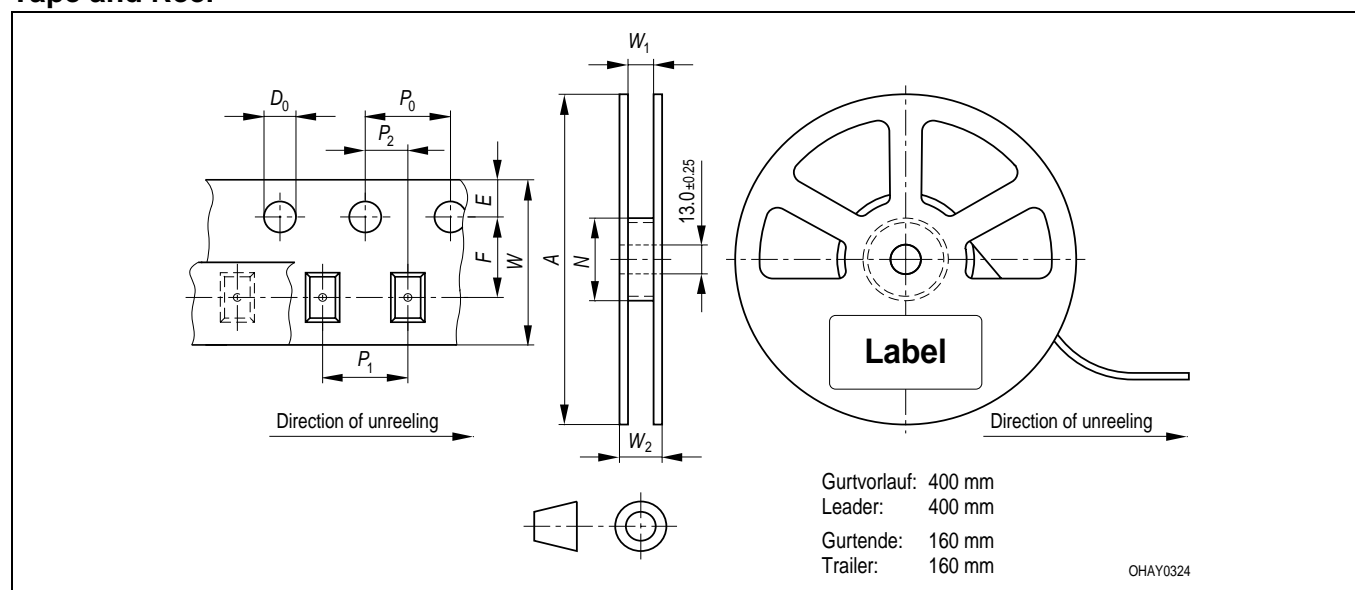 Tape and Reel
W1
D0
P0
P2
E
F
W
A
N
13.0 ±0.25
Label
P1
Direction of unreeling
Direction of unreeling
W2
Gurtvorlauf: 400 mm
Leader: 400 mm
Gurtende: 160 mm
Trailer: 160 mm
OHAY0324